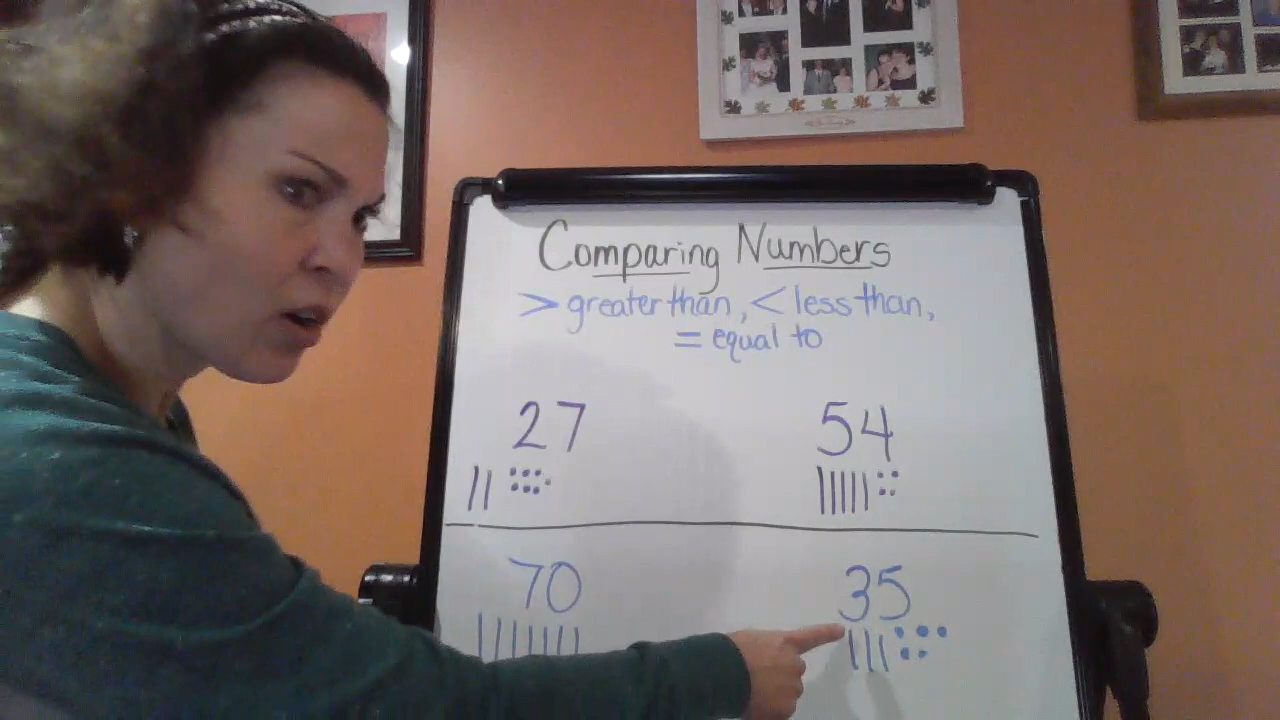 Comparing Numbers
> greater than, < less than,
= equal to
27 54
70 35